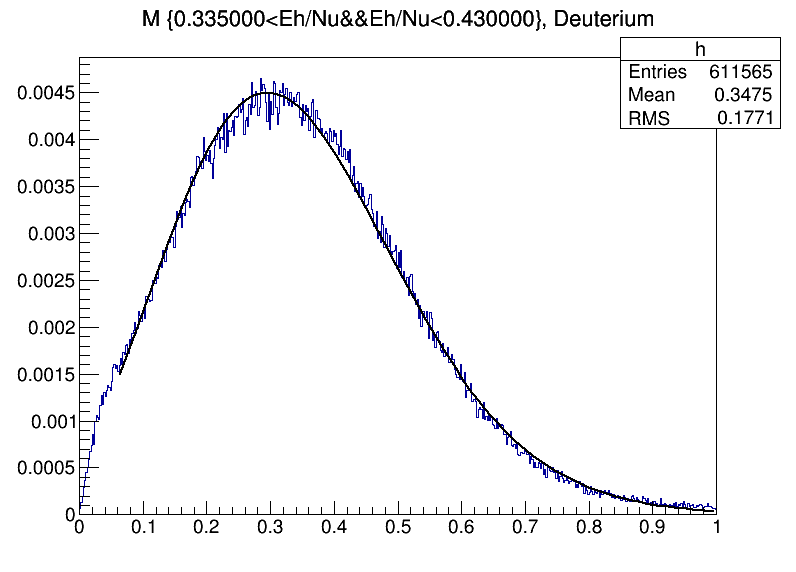 M {0.335000<Eh/Nu&&Eh/Nu<0.430000}, Deuterium
h
Entries 611565
Mean 0.3475
RMS 0.1771
0.0045
0.004
0.0035
0.003
0.0025
0.002
0.0015
0.001
0.0005
0
0 0.1 0.2 0.3 0.4 0.5 0.6 0.7 0.8 0.9 1